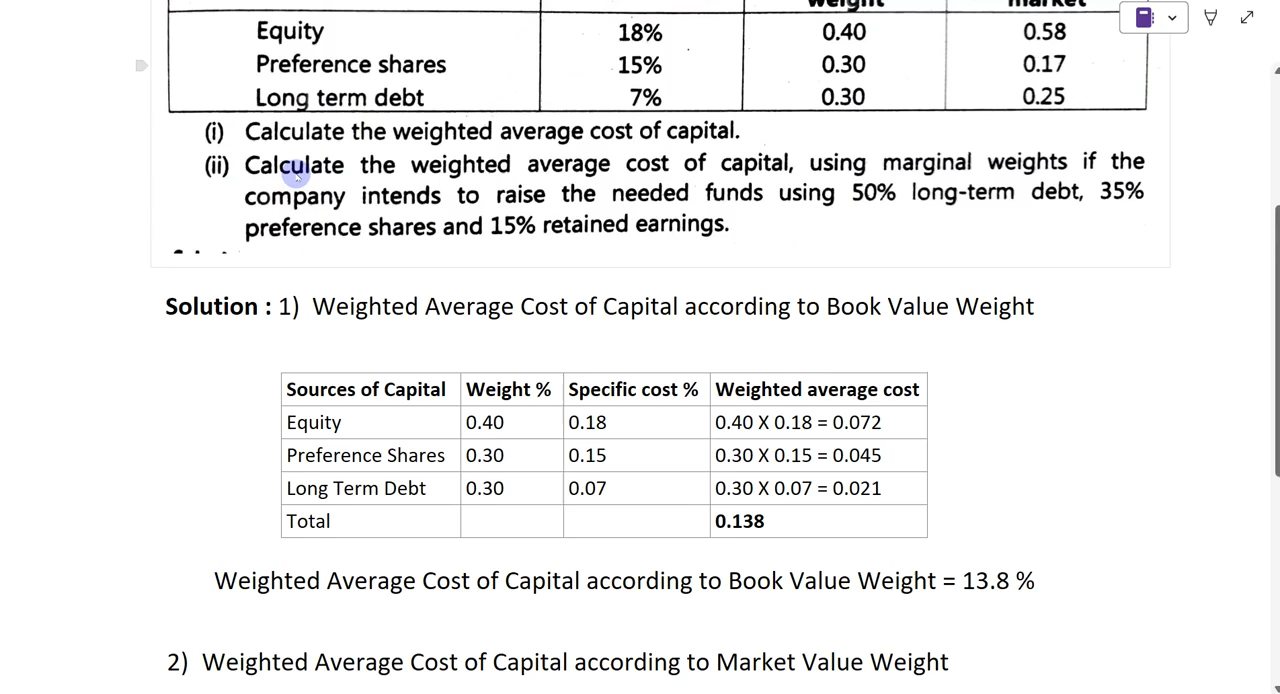 weight market
Equity 18% 0.40 0.58
Preference shares 15% 0.30 0.17
Long term debt 7% 0.30 0.25
(i) Calculate the weighted average cost of capital.
(ii) Calculate the weighted average cost of capital, using marginal weights if the
company intends to raise the needed funds using 50% long-term debt, 35%
preference shares and 15% retained earnings.
Solution : 1) Weighted Average Cost of Capital according to Book Value Weight
Sources of Capital Weight % Specific cost % Weighted average cost
Equity 0.40 0.18 0.40 X 0.18 = 0.072
Preference Shares 0.30 0.15 0.30 X 0.15 = 0.045
Long Term Debt 0.30 0.07 0.30 X 0.07 = 0.021
Total 0.138
Weighted Average Cost of Capital according to Book Value Weight = 13.8 %
2) Weighted Average Cost of Capital according to Market Value Weight